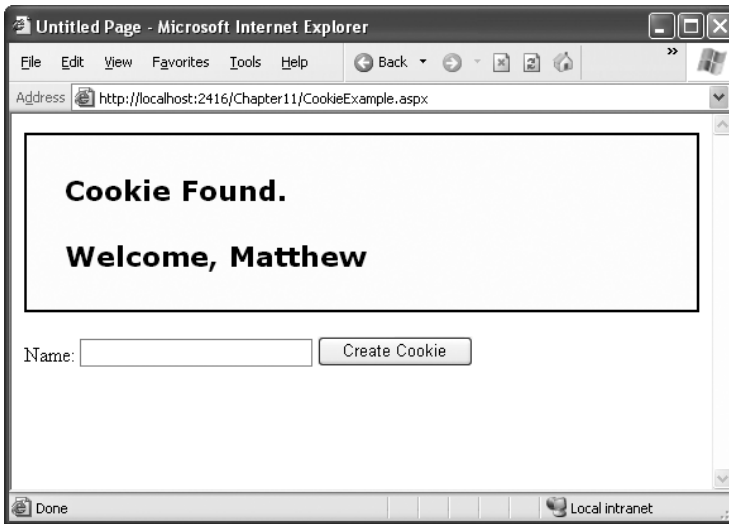 Untitled Page - Microsoft Internet Explorer
File Edit View Favorites Tools Help Back »
Address http://localhost:2416/Chapter11/CookieExample.aspx
Cookie Found.
Welcome, Matthew
Name: Create Cookie
Done Local intranet